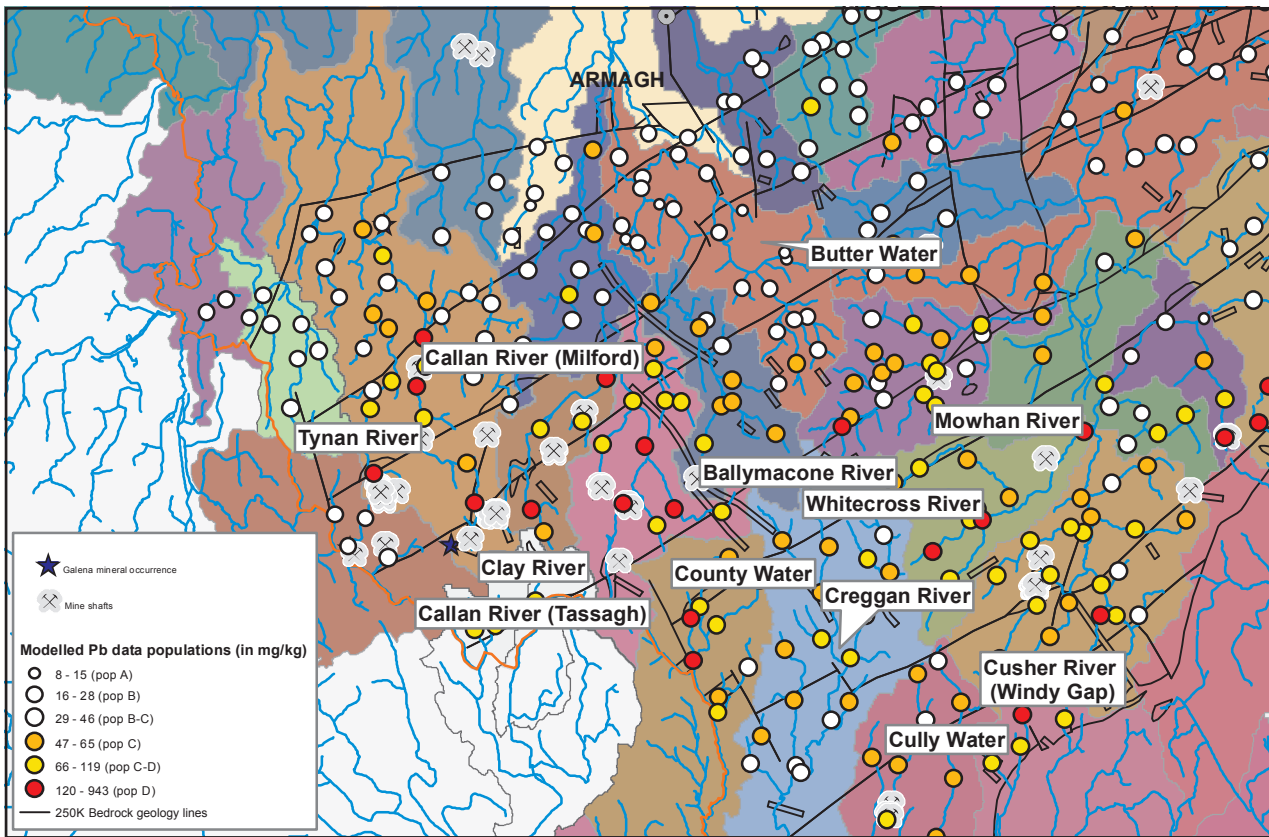 ARMAGH
Butter Water
Callan River (Milford)
Tynan River
Mowhan River
Ballymacone River
Whitecross River
Clay River
County Water
Creggan River
Callan River (Tassagh)
Cusher River
(Windy Gap)
Cully Water
Galena mineral occurrence
Mine shafts
Modelled Pb data populations (in mg/kg)
8 - 15 (pop A)
16 - 28 (pop B)
29 - 46 (pop B-C)
47 - 65 (pop C)
66 - 119 (pop C-D)
120 - 943 (pop D)
250K Bedrock geology lines